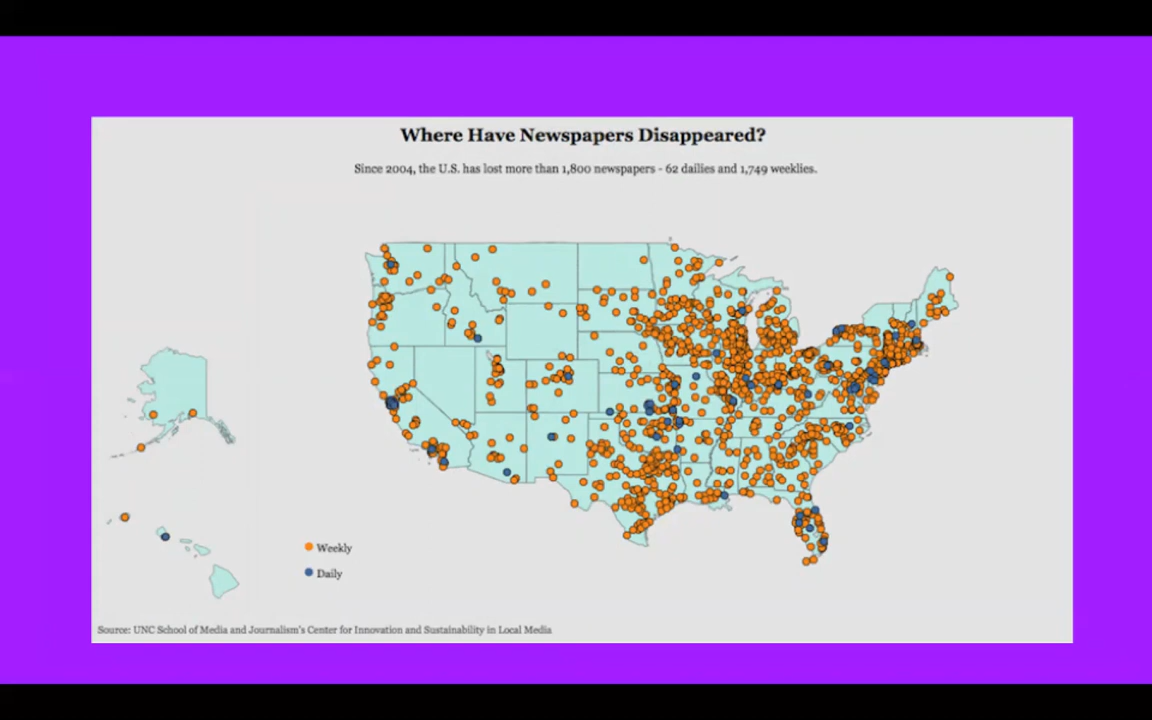 Where Have Newspapers Disappeared?
Since 2004, the U.S. has lost more than 1,800 newspapers - 62 dailies and 1,749 weeklies.
Weekly
Daily
Source: UNC School of Media and Journalism's Center for Innovation and Sustainability in Local Media